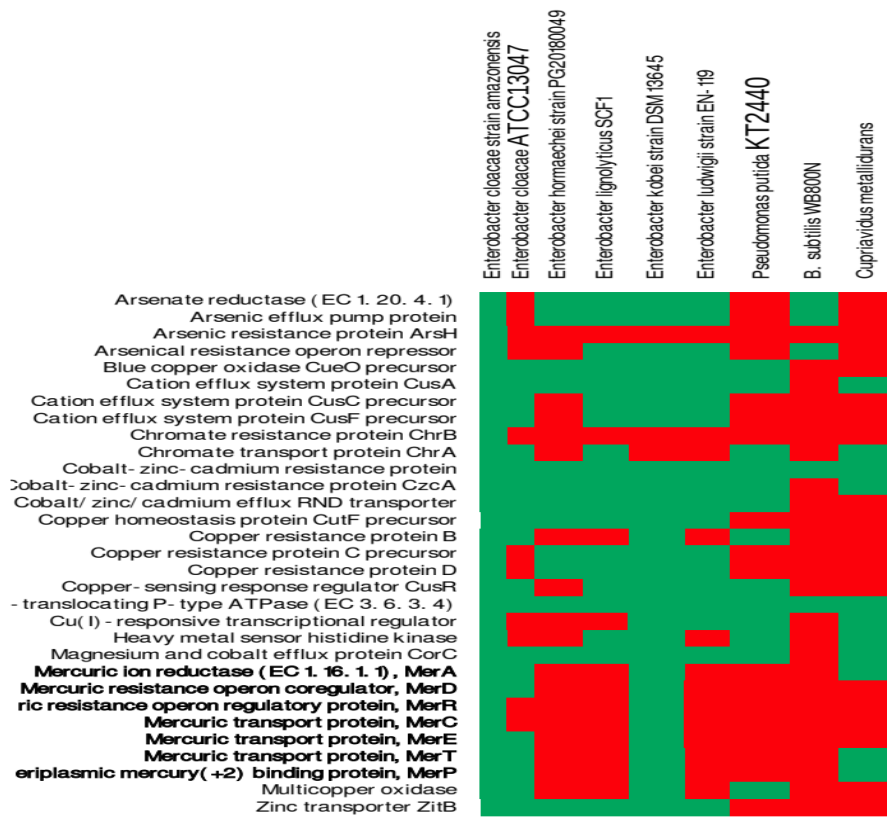 Enterobacter cloacae strain amazonensis
Enterobacter cloacae ATCC13047
Enterobacter hormaechei strain PG20180049
Enterobacter lignolyticus SCF1
Enterobacter kobei strain DSM 13645
Enterobacter ludwigii strain EN-119
Pseudomonas putida KT2440
B. subtilis WB800N
Cupriavidus metallidurans
Arsenate reductase (EC 1. 20. 4. 1)
Arsenic efflux pump protein
Arsenic resistance protein ArsH
Arsenical resistance operon repressor
Blue copper oxidase CueO precursor
Cation efflux system protein CusA
Cation efflux system protein CusC precursor
Cation efflux system protein CusF precursor
Chromate resistance protein ChrB
Chromate transport protein ChrA
Cobalt- zinc- cadmium resistance protein
Cobalt- zinc- cadmium resistance protein CzcA
Cobalt/ zinc/ cadmium efflux RND transporter
Copper homeostasis protein CutF precursor
Copper resistance protein B
Copper resistance protein C precursor
Copper resistance protein D
Copper- sensing response regulator CusR
- translocating P- type ATPase (EC 3. 6. 3. 4)
Cu( I) - responsive transcriptional regulator
Heavy metal sensor histidine kinase
Magnesium and cobalt efflux protein CorC
Mercuric ion reductase (EC 1. 16. 1. 1), MerA
Mercuric resistance operon coregulator, MerD
ric resistance operon regulatory protein, MerR
Mercuric transport protein, MerC
Mercuric transport protein, MerE
Mercuric transport protein, MerT
eriplasmic mercury( +2) binding protein, MerP
Multicopper oxidase
Zinc transporter ZitB